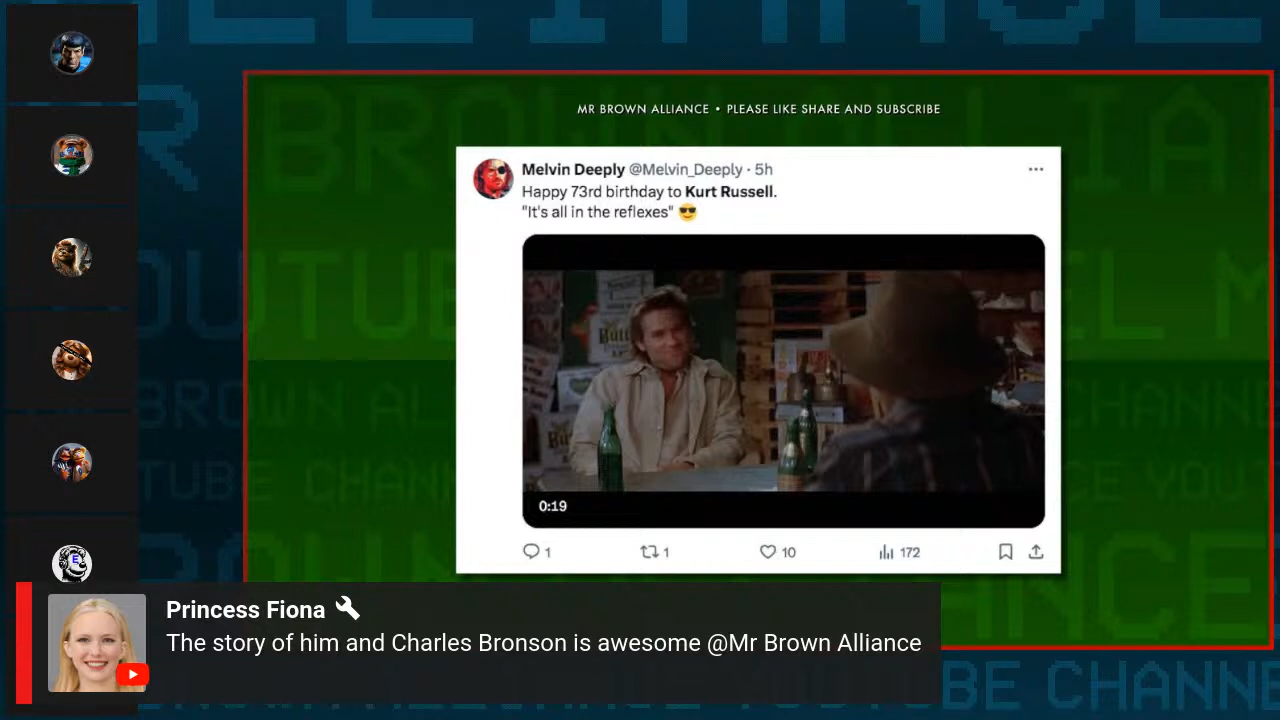 MR BROWN ALLIANCE • PLEASE LIKE SHARE AND SUBSCRIBE
Melvin Deeply @Melvin_Deeply · 5h
Happy 73rd birthday to Kurt Russell.
"It's all in the reflexes" 😎
0:19
1 1 10 172
Princess Fiona
The story of him and Charles Bronson is awesome @Mr Brown Alliance